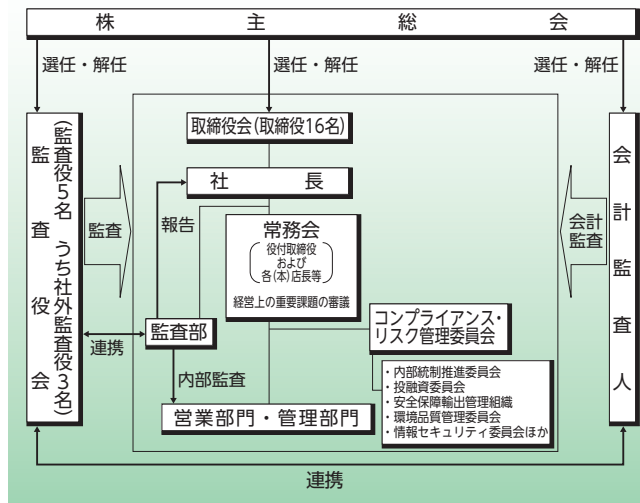 株主総会
選任・解任
選任・解任
選任・解任
取締役会(取締役16名)
社長
報告
常務会
役付取締役
および
各(本)店長等
経営上の重要課題の審議
監査役会
(監査役5名 うち社外監査役3名)
監査
会計
監査
会計監査人
監査部
連携
内部監査
コンプライアンス・
リスク管理委員会
・内部統制推進委員会
・投融資委員会
・安全保障輸出管理組織
・環境品質管理委員会
・情報セキュリティ委員会ほか
営業部門・管理部門
連携